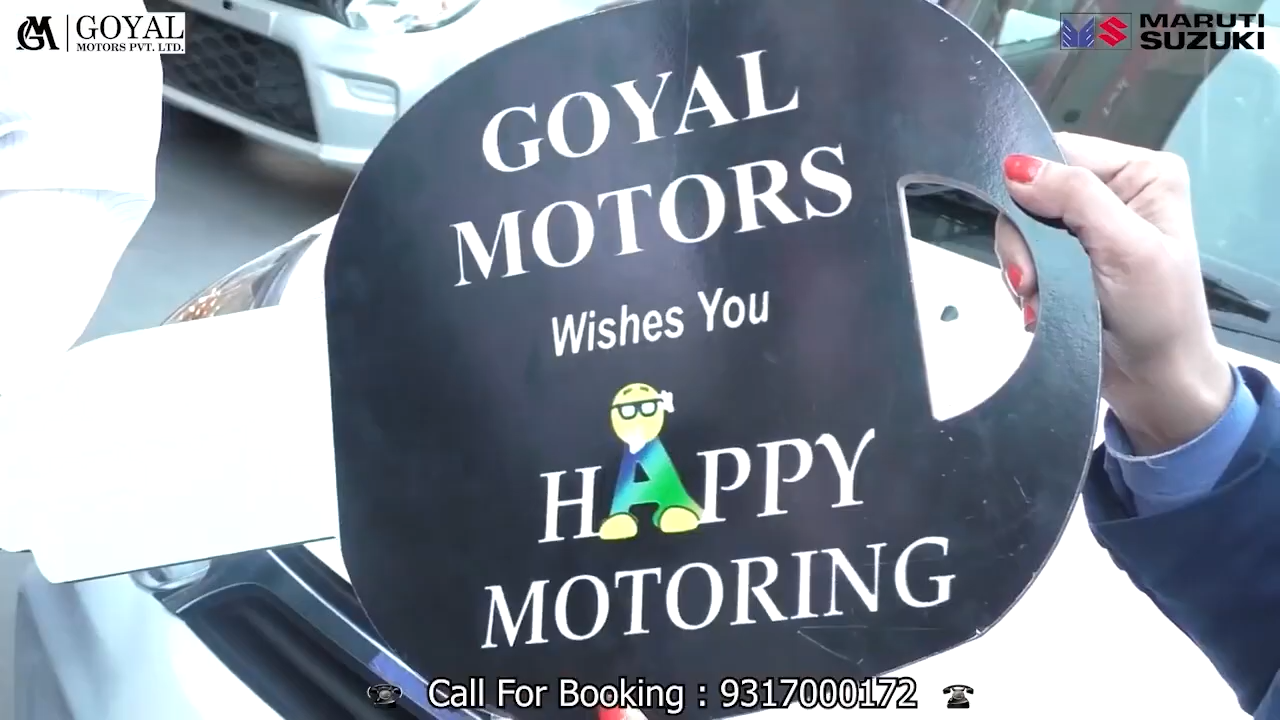 GOYAL
MOTORS PVT. LTD.
MARUTI
SUZUKI
GOYAL
MOTORS
Wishes You
HAPPY
MOTORING
Call For Booking : 9317000172